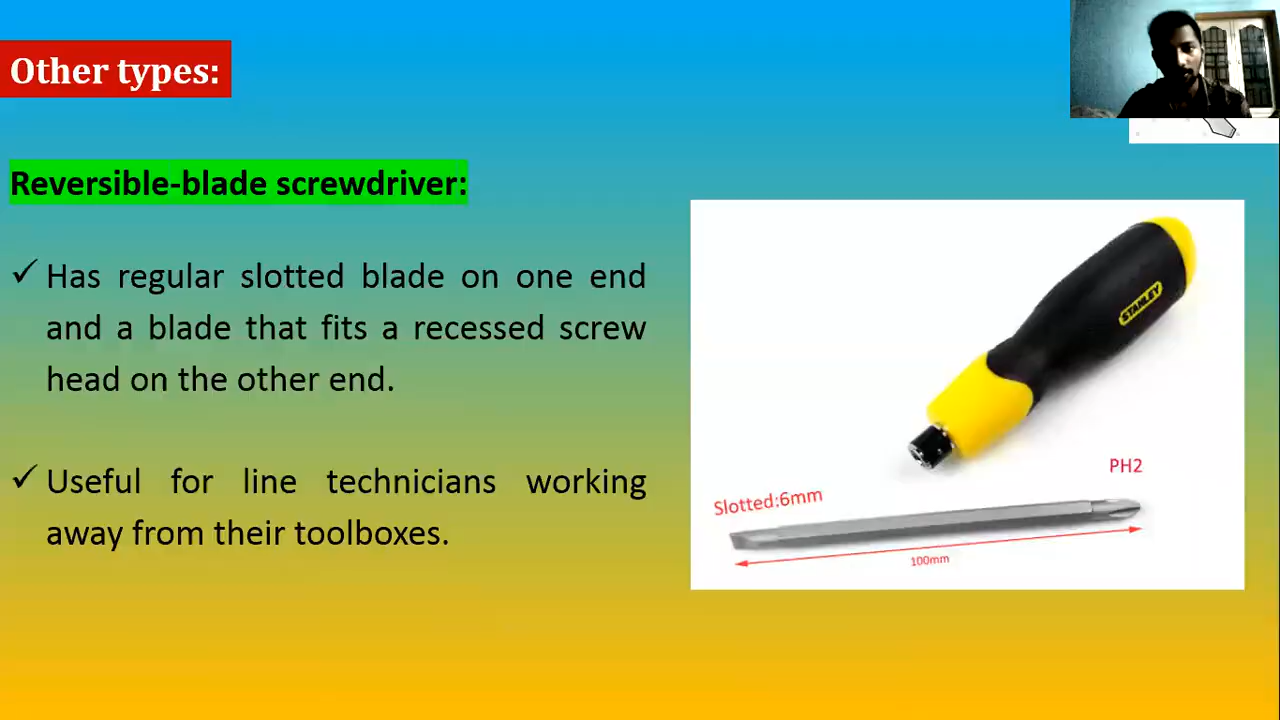 Other types:
Reversible-blade screwdriver:
✓ Has regular slotted blade on one end
and a blade that fits a recessed screw
head on the other end.
✓ Useful for line technicians working
away from their toolboxes.
STANLEY
PH2
Slotted:6mm
100mm